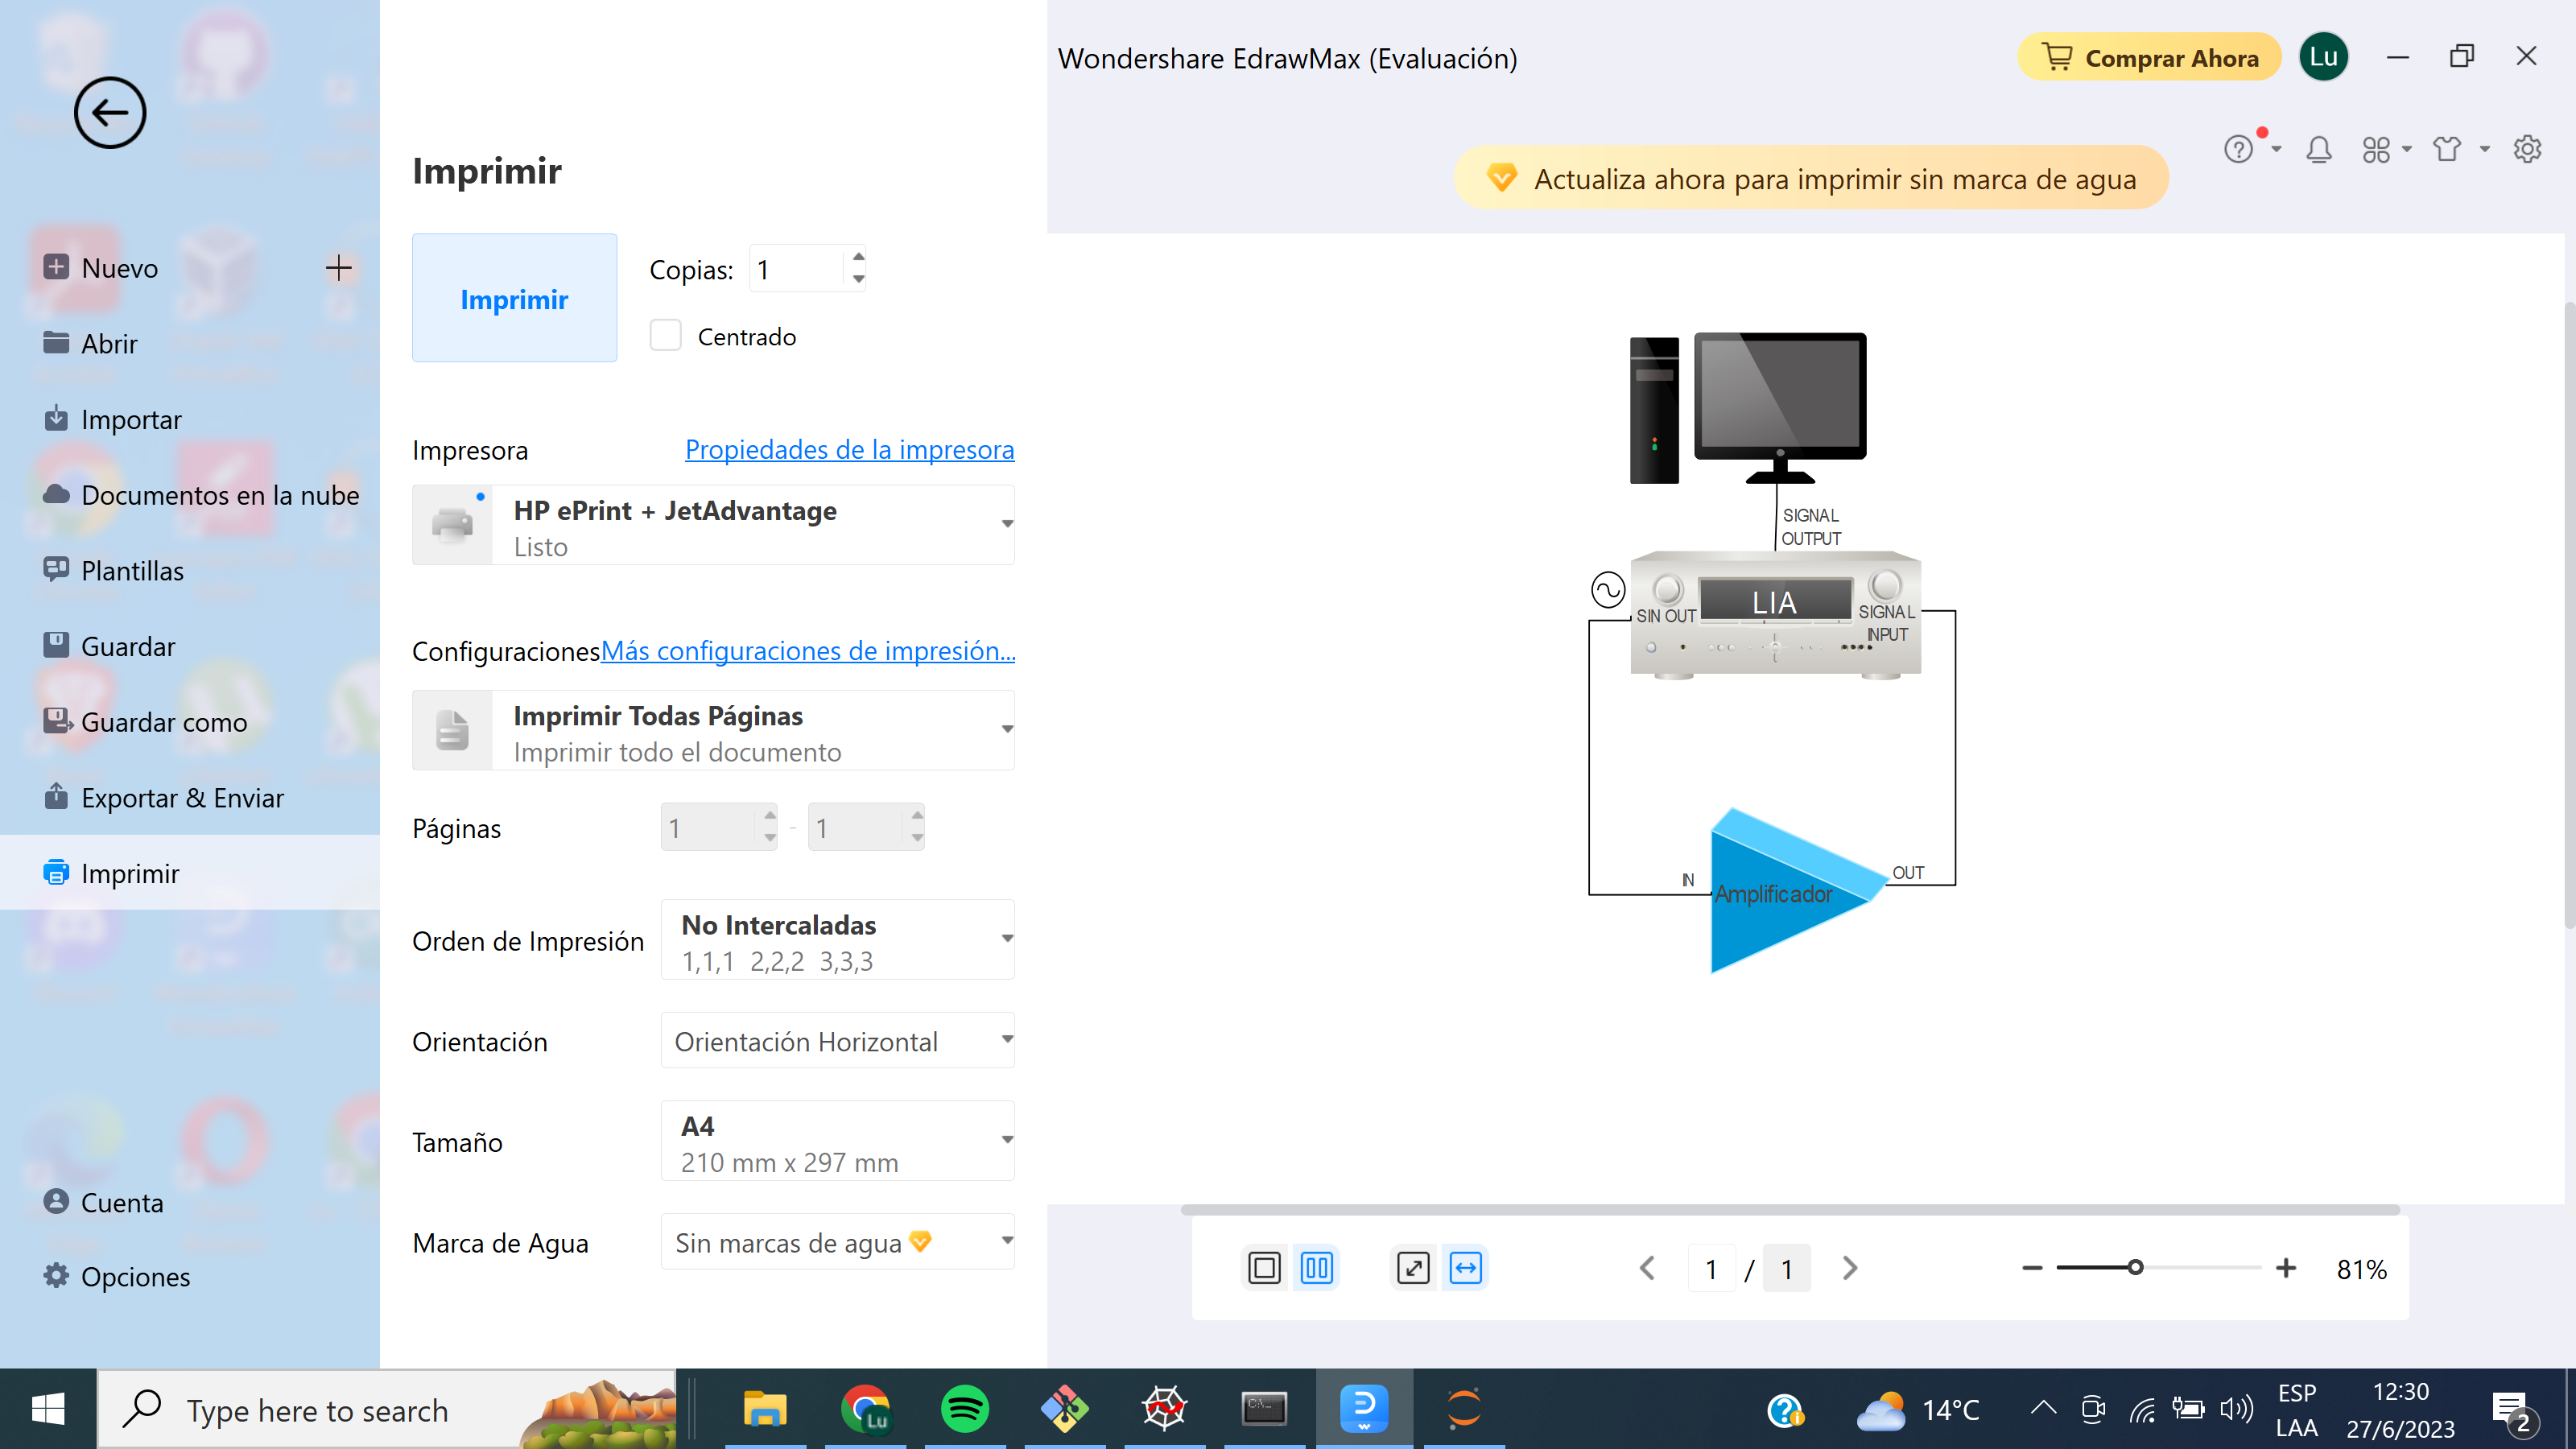 Wondershare EdrawMax (Evaluación)
Comprar Ahora
Lu
Actualiza ahora para imprimir sin marca de agua
Nuevo
Abrir
Importar
Documentos en la nube
Plantillas
Guardar
Guardar como
Exportar & Enviar
Imprimir
Cuenta
Opciones
Imprimir
Imprimir
Copias: 1
Centrado
Impresora
Propiedades de la impresora
HP ePrint + JetAdvantage
Listo
Configuraciones
Más configuraciones de impresión...
Imprimir Todas Páginas
Imprimir todo el documento
Páginas 1 - 1
Orden de Impresión
No Intercaladas
1,1,1 2,2,2 3,3,3
Orientación
Orientación Horizontal
Tamaño
A4
210 mm x 297 mm
Marca de Agua
Sin marcas de agua
SIGNAL
OUTPUT
SIN OUT
LIA
SIGNAL
INPUT
IN
Amplificador
OUT
1 / 1
81%
Type here to search
Lu
14°C
ESP
LAA
12:30
27/6/2023
2